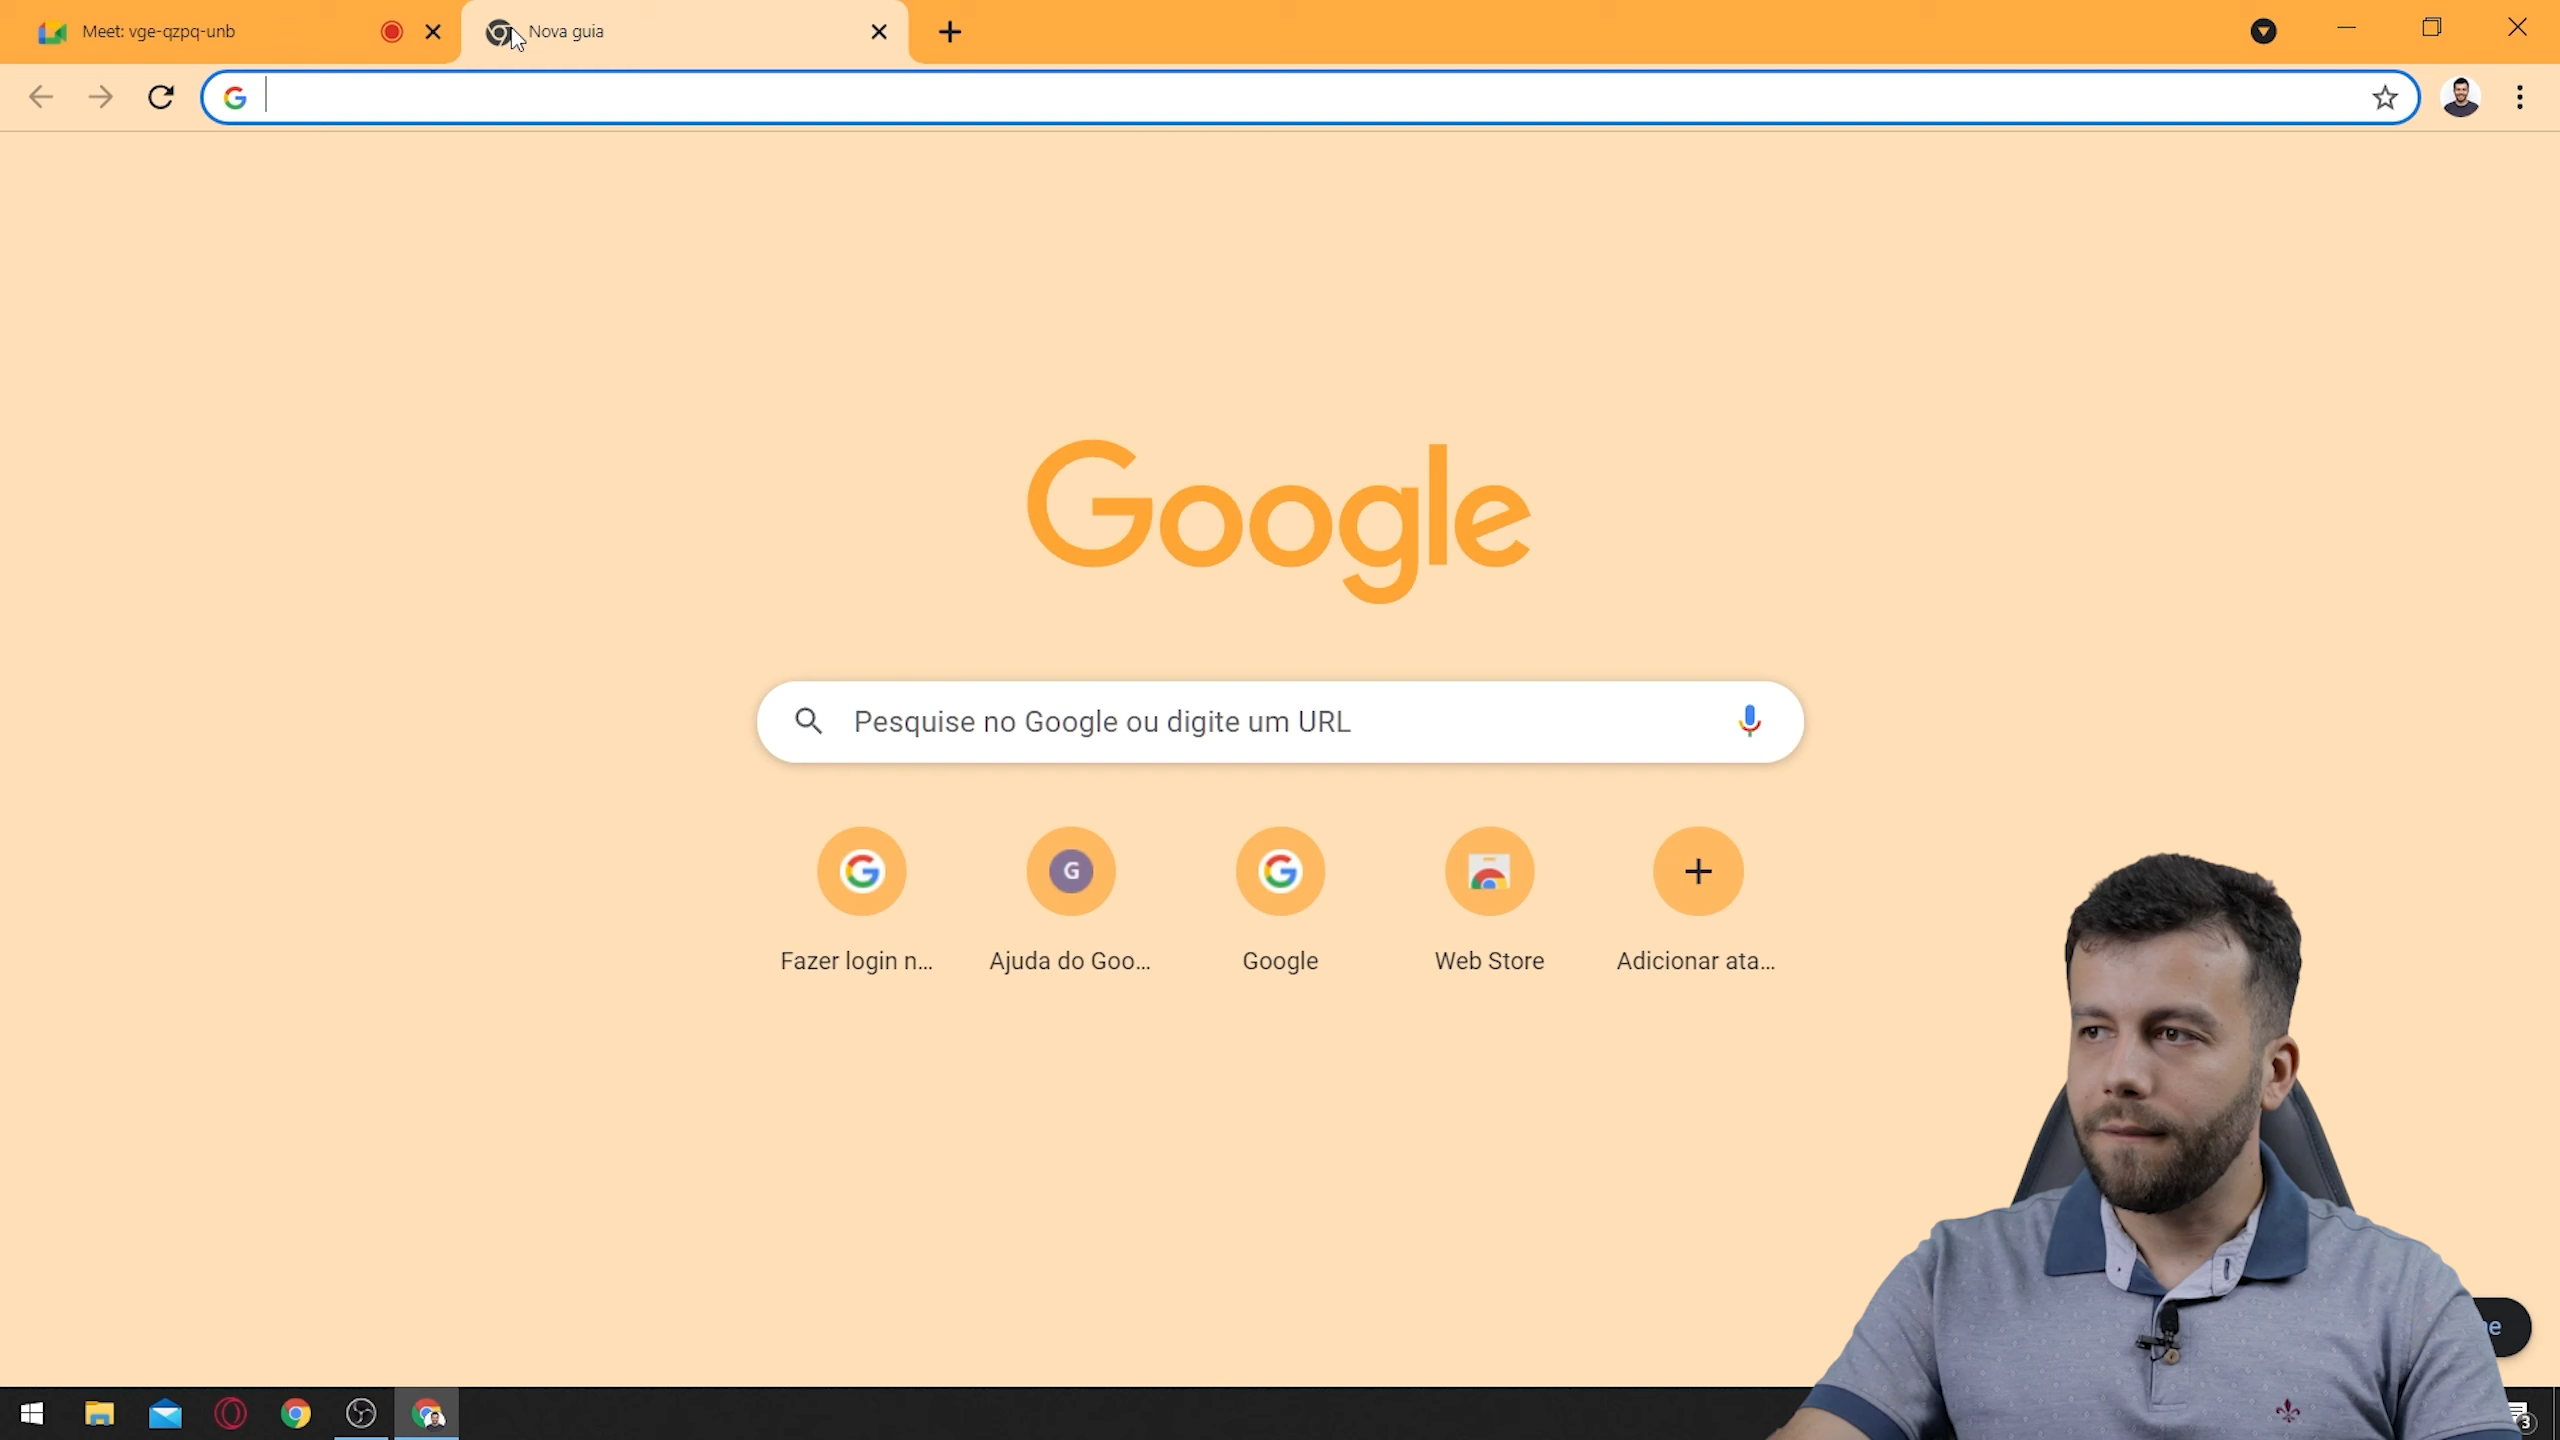 Meet: vge-qzpq-unb
Nova guia
Google
Pesquise no Google ou digite um URL
G
Fazer login n...
Ajuda do Goo...
Google
Web Store
Adicionar ata...
3